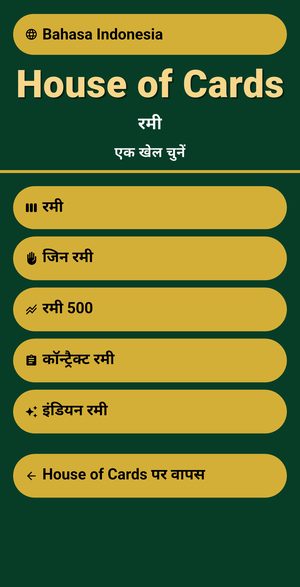 Bahasa Indonesia
House of Cards
रमी
एक खेल चुनें
रमी
जिन रमी
रमी 500
कॉन्ट्रैक्ट रमी
इंडियन रमी
House of Cards पर वापस